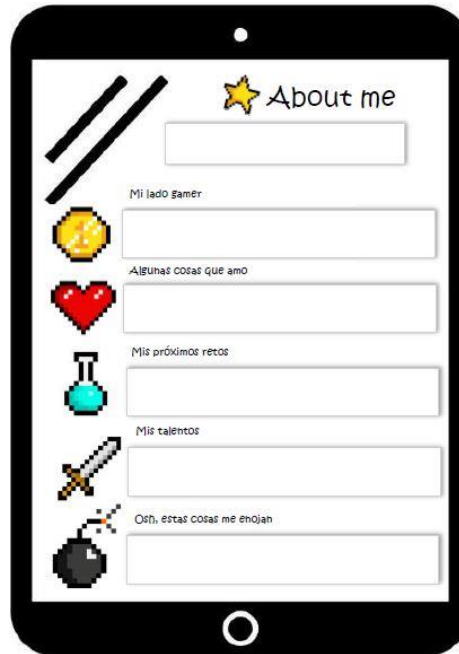 About me
Mi lado gamer
Algunas cosas que amo
Mis próximos retos
Mis talentos
Osh, estas cosas me enojan